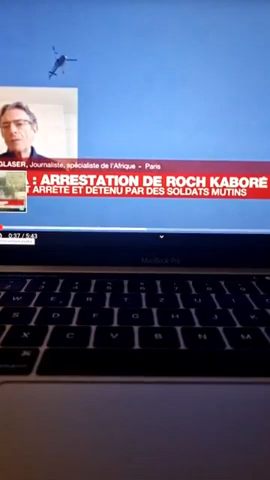 GLASER, Journaliste, spécialiste de l'Afrique - Paris
: ARRESTATION DE ROCH KABORÉ
T ARRÊTÉ ET DÉTENU PAR DES SOLDATS MUTINS
0:37 / 5:43
MacBook Pro
W E R T Y U I O
S D F G H J K L
Z X C V B N M